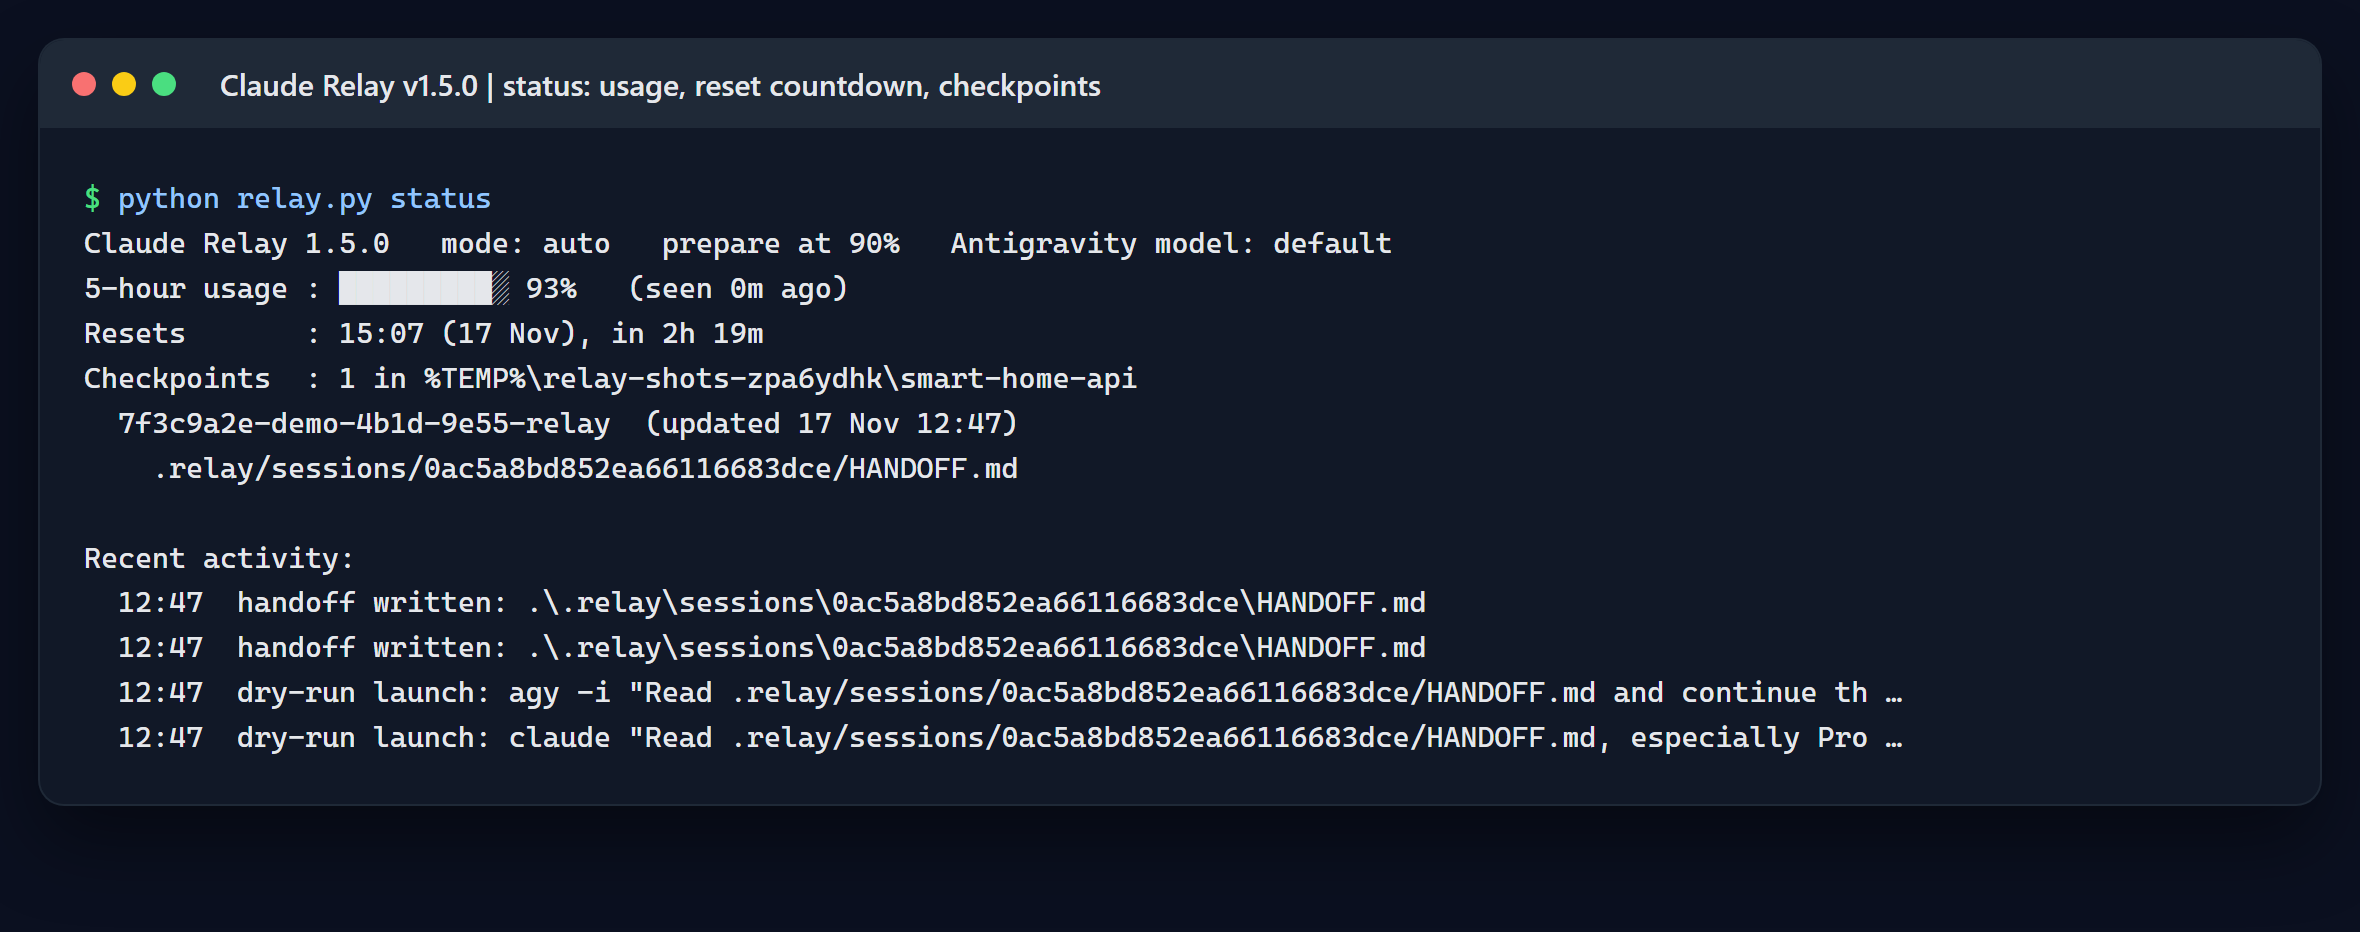 Claude Relay v1.5.0 | status: usage, reset countdown, checkpoints
$ python relay.py status
Claude Relay 1.5.0   mode: auto   prepare at 90%   Antigravity model: default
5-hour usage : █████████▒ 93%   (seen 0m ago)
Resets       : 15:07 (17 Nov), in 2h 19m
Checkpoints  : 1 in %TEMP%\relay-shots-zpa6ydhk\smart-home-api
  7f3c9a2e-demo-4b1d-9e55-relay  (updated 17 Nov 12:47)
    .relay/sessions/0ac5a8bd852ea66116683dce/HANDOFF.md
Recent activity:
  12:47  handoff written: .\.relay\sessions\0ac5a8bd852ea66116683dce\HANDOFF.md
  12:47  handoff written: .\.relay\sessions\0ac5a8bd852ea66116683dce\HANDOFF.md
  12:47  dry-run launch: agy -i "Read .relay/sessions/0ac5a8bd852ea66116683dce/HANDOFF.md and continue th …
  12:47  dry-run launch: claude "Read .relay/sessions/0ac5a8bd852ea66116683dce/HANDOFF.md, especially Pro …